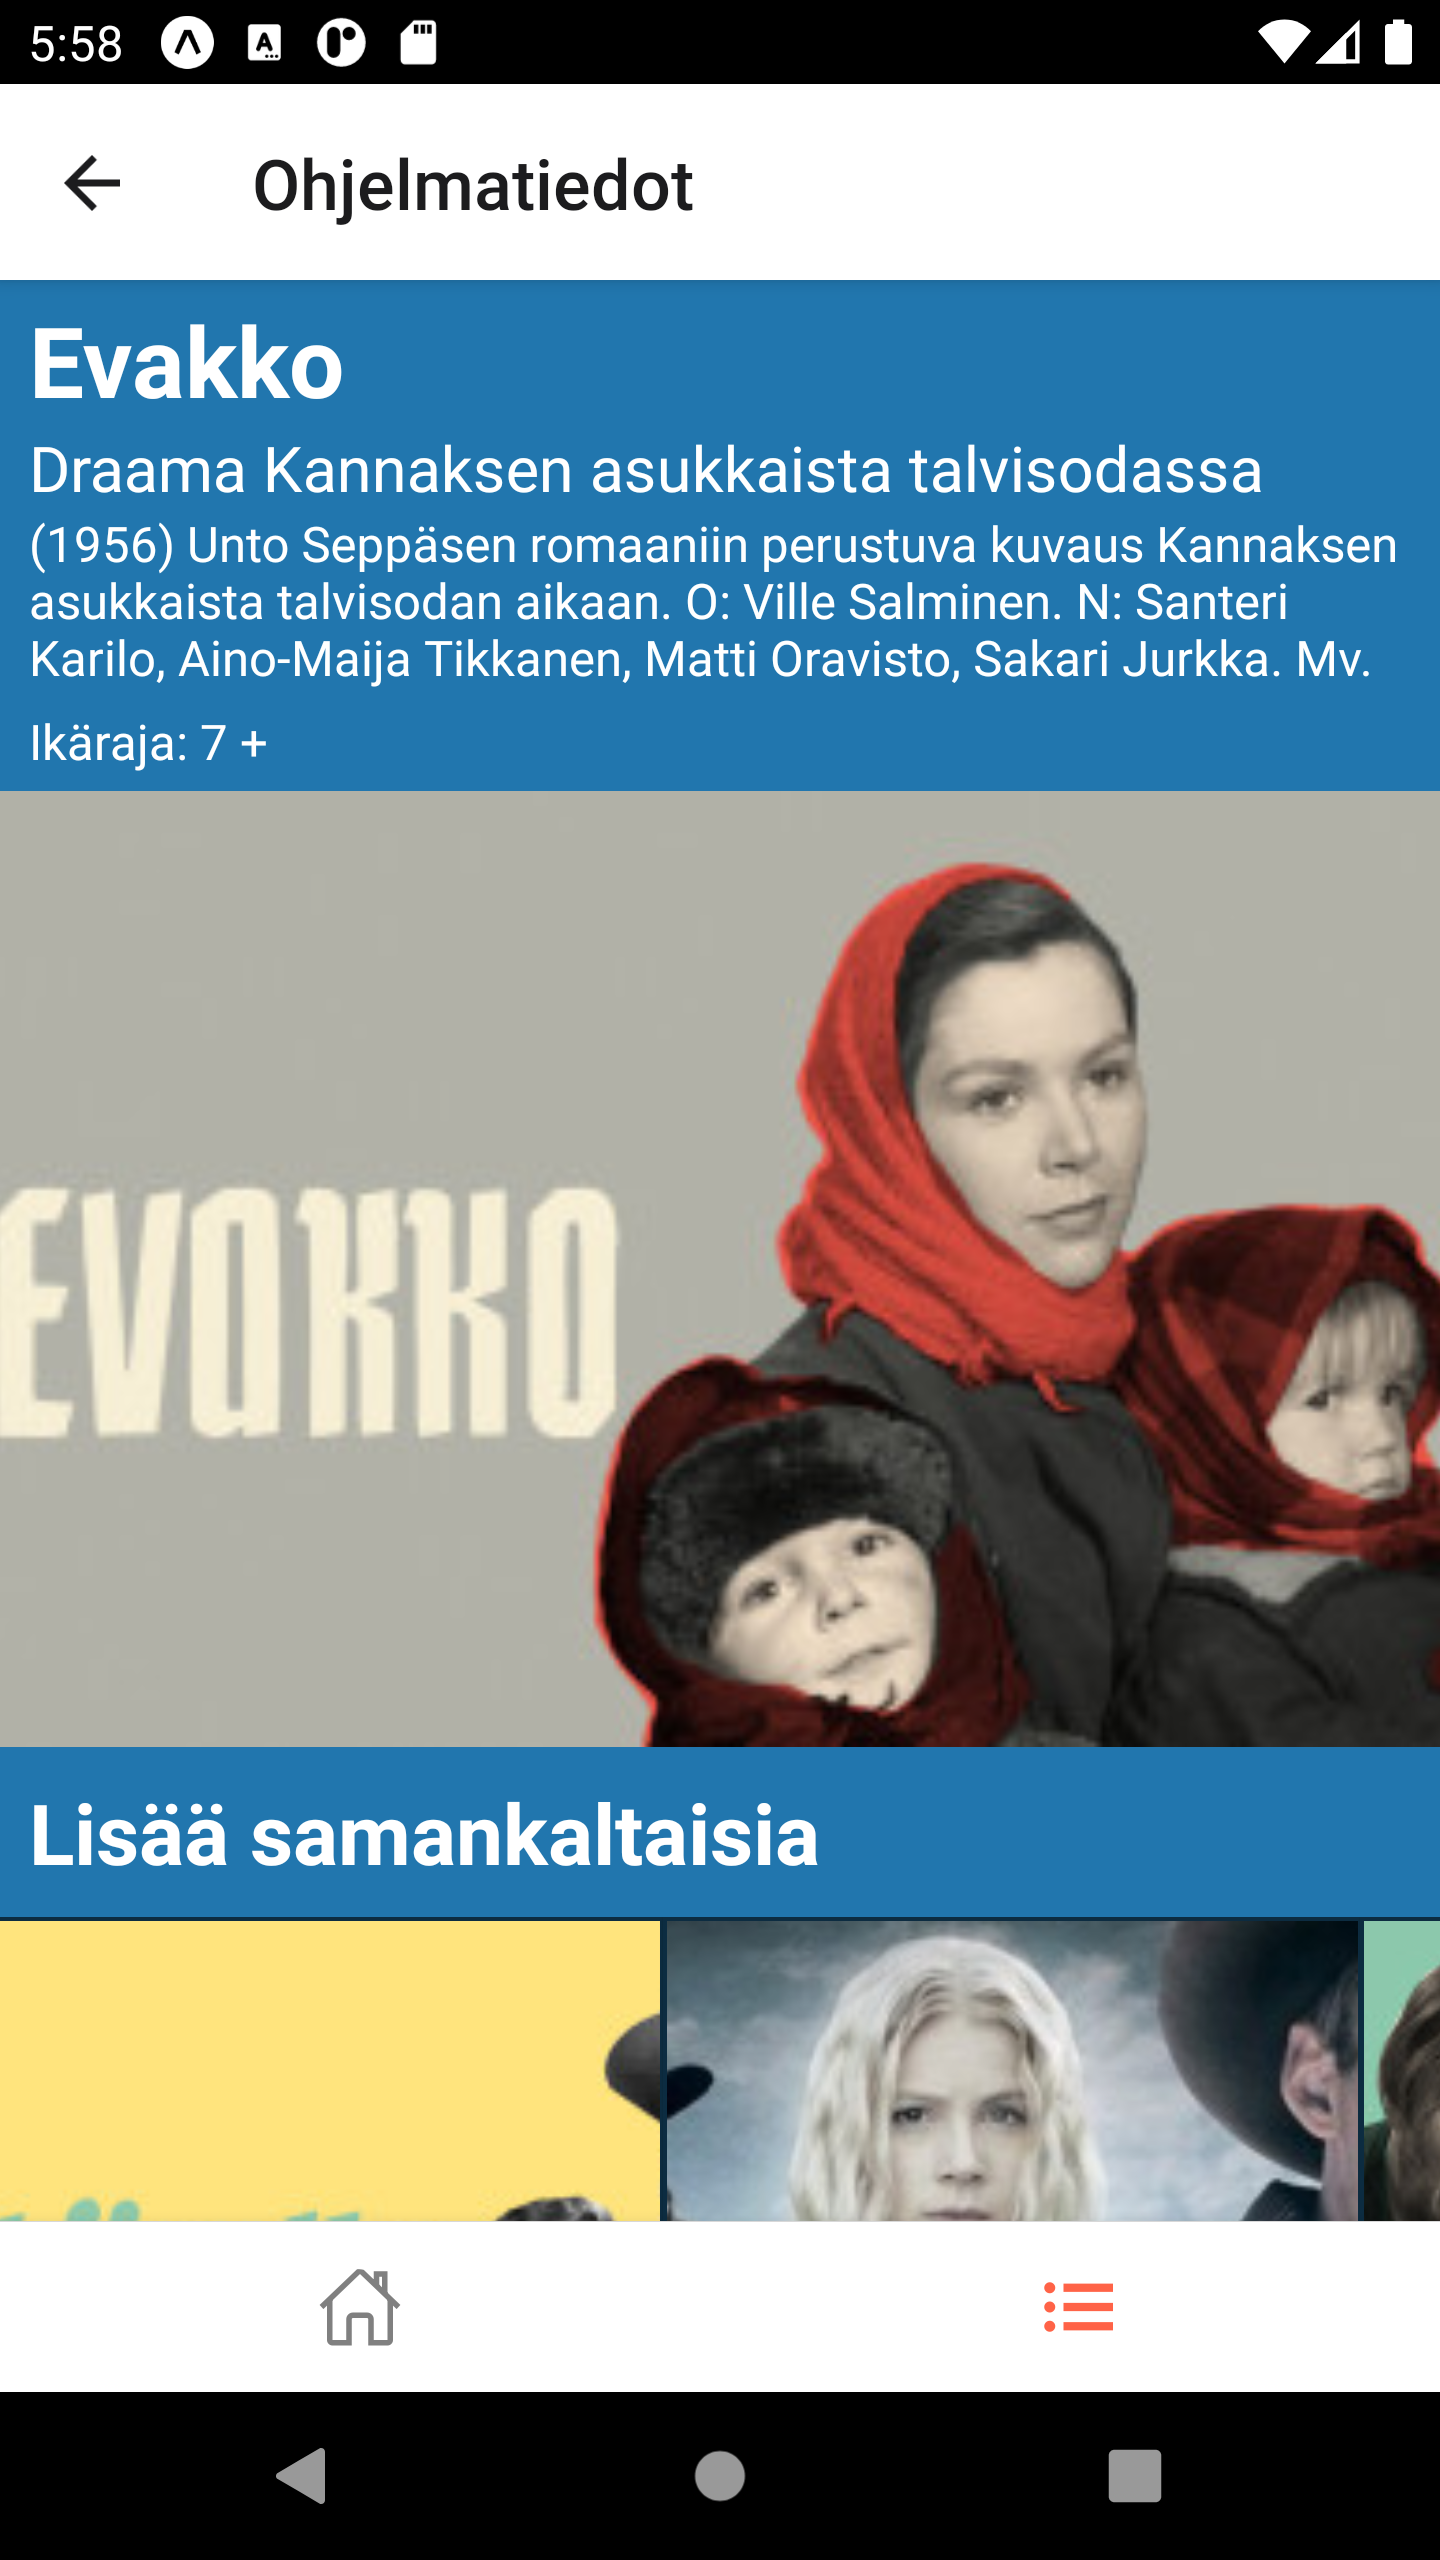 5:58
Ohjelmatiedot
Evakko
Draama Kannaksen asukkaista talvisodassa
(1956) Unto Seppäsen romaaniin perustuva kuvaus Kannaksen
asukkaista talvisodan aikaan. O: Ville Salminen. N: Santeri
Karilo, Aino-Maija Tikkanen, Matti Oravisto, Sakari Jurkka. Mv.
Ikäraja: 7 +
EVAKKO
Lisää samankaltaisia